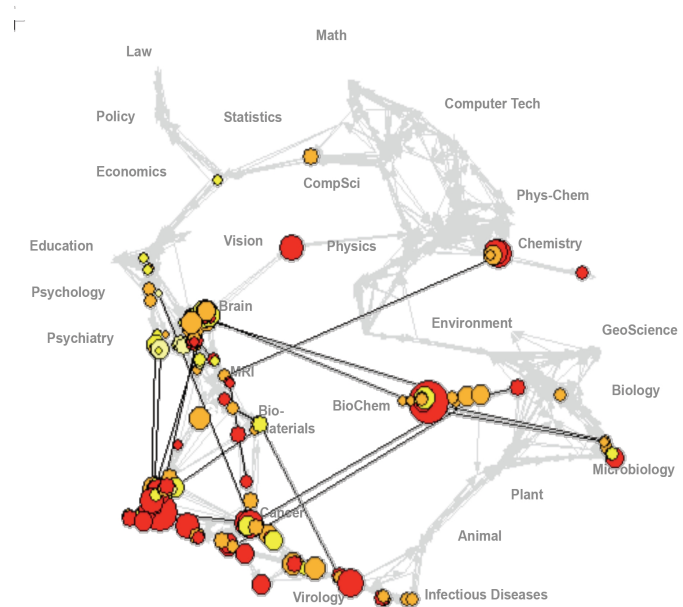 Math
Law
Computer Tech
Policy
Statistics
Economics
CompSci
Phys-Chem
Education
Vision
Physics
Chemistry
Psychology
Brain
Environment
GeoScience
Psychiatry
MRI
Biology
BioChem
Bio-
Materials
Microbiology
Plant
Cancer
Animal
Virology
Infectious Diseases